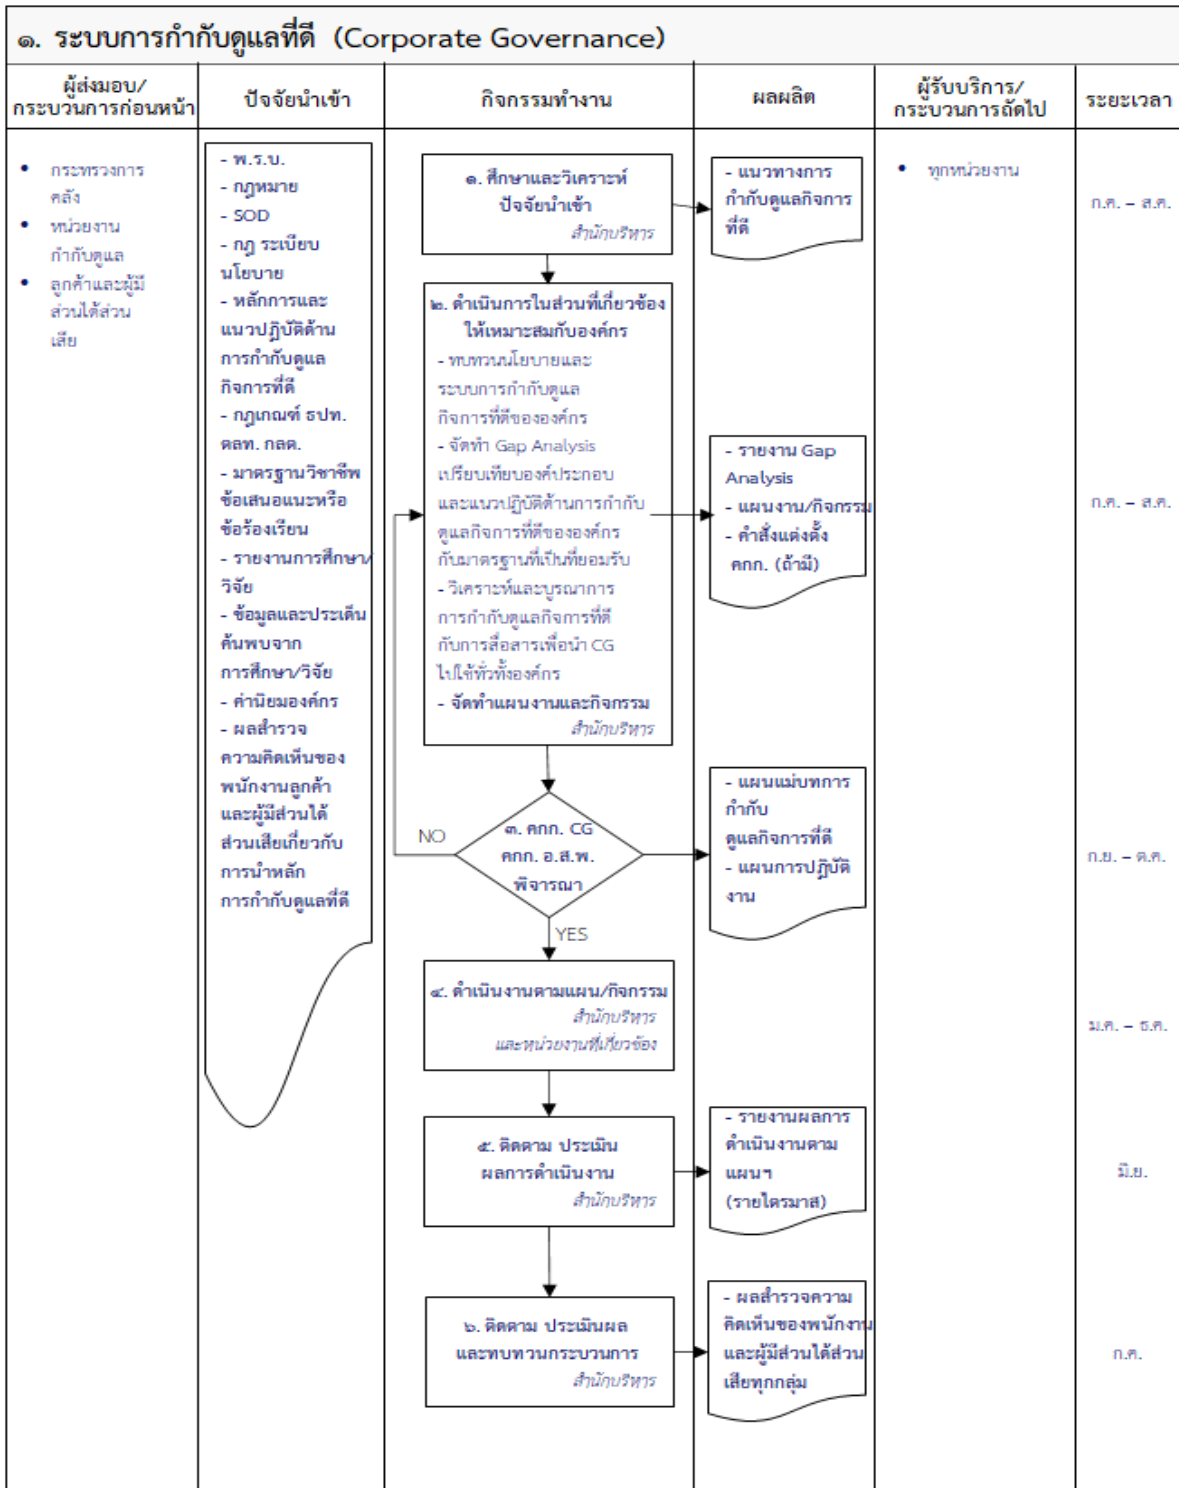 ๑. ระบบการกำกับดูแลที่ดี (Corporate Governance)
ผู้ส่งมอบ/
กระบวนการก่อนหน้า
ปัจจัยนำเข้า
กิจกรรมทำงาน
ผลผลิต
ผู้รับบริการ/
กระบวนการถัดไป
ระยะเวลา
• กระทรวงการ
คลัง
• หน่วยงาน
กำกับดูแล
• ลูกค้าและผู้มี
ส่วนได้ส่วน
เสีย
- พ.ร.บ.
- กฎหมาย
- SOD
- กฎ ระเบียบ
นโยบาย
- หลักการและ
แนวปฏิบัติด้าน
การกำกับดูแล
กิจการที่ดี
- กฎเกณฑ์ ธปท.
ตลท. กลต.
- มาตรฐานวิชาชีพ
ข้อเสนอแนะหรือ
ข้อร้องเรียน
- รายงานการศึกษา/
วิจัย
- ข้อมูลและประเด็น
ค้นพบจาก
การศึกษา/วิจัย
- ค่านิยมองค์กร
- ผลสำรวจ
ความคิดเห็นของ
พนักงานลูกค้า
และผู้มีส่วนได้
ส่วนเสียเกี่ยวกับ
การนำหลัก
การกำกับดูแลที่ดี
๑. ศึกษาและวิเคราะห์
ปัจจัยนำเข้า
สำนักบริหาร
- แนวทางการ
กำกับดูแลกิจการ
ที่ดี
• ทุกหน่วยงาน
ก.ค. – ส.ค.
๒. ดำเนินการในส่วนที่เกี่ยวข้อง
ให้เหมาะสมกับองค์กร
- ทบทวนนโยบายและ
ระบบการกำกับดูแล
กิจการที่ดีขององค์กร
- จัดทำ Gap Analysis
เปรียบเทียบองค์ประกอบ
และแนวปฏิบัติด้านการกำกับ
ดูแลกิจการที่ดีขององค์กร
กับมาตรฐานที่เป็นที่ยอมรับ
- วิเคราะห์และบูรณาการ
การกำกับดูแลกิจการที่ดี
กับการสื่อสารเพื่อนำ CG
ไปใช้ทั่วทั้งองค์กร
- จัดทำแผนงานและกิจกรรม
สำนักบริหาร
- รายงาน Gap
Analysis
- แผนงาน/กิจกรรม
- คำสั่งแต่งตั้ง
คกก. (ถ้ามี)
ก.ค. – ส.ค.
๓. คกก. CG
คกก. อ.ส.พ.
พิจารณา
NO
YES
- แผนแม่บทการ
กำกับ
ดูแลกิจการที่ดี
- แผนการปฏิบัติ
งาน
ก.ย. – ต.ค.
๔. ดำเนินงานตามแผน/กิจกรรม
สำนักบริหาร
และหน่วยงานที่เกี่ยวข้อง
ม.ค. – ธ.ค.
๕. ติดตาม ประเมิน
ผลการดำเนินงาน
สำนักบริหาร
- รายงานผลการ
ดำเนินงานตาม
แผนฯ
(รายไตรมาส)
มิ.ย.
๖. ติดตาม ประเมินผล
และทบทวนกระบวนการ
สำนักบริหาร
- ผลสำรวจความ
คิดเห็นของพนักงาน
และผู้มีส่วนได้ส่วน
เสียทุกกลุ่ม
ก.ค.